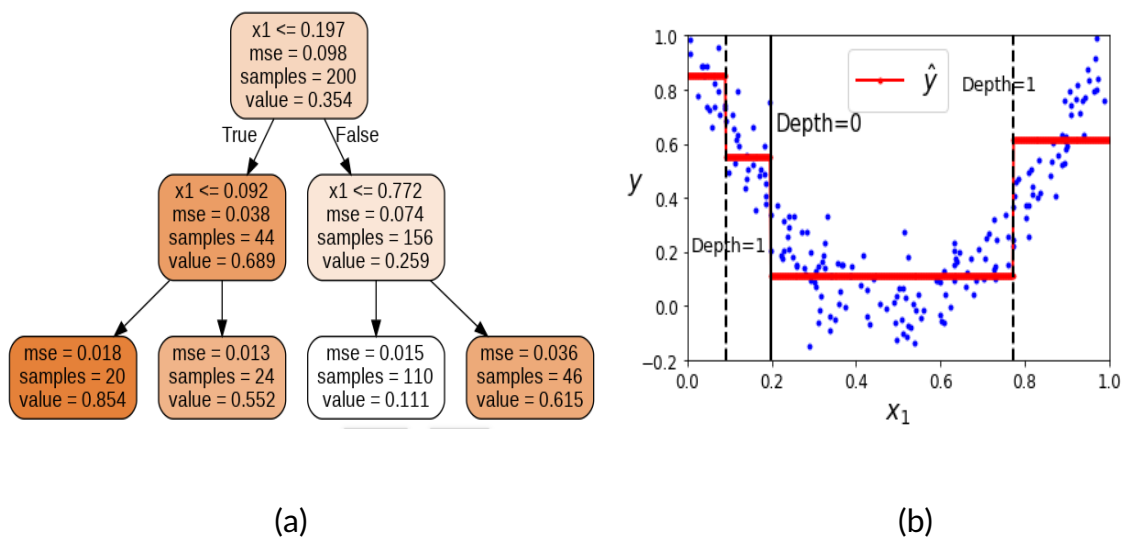 x1 <= 0.197
mse = 0.098
samples = 200
value = 0.354
True
False
x1 <= 0.092
mse = 0.038
samples = 44
value = 0.689
x1 <= 0.772
mse = 0.074
samples = 156
value = 0.259
mse = 0.018
samples = 20
value = 0.854
mse = 0.013
samples = 24
value = 0.552
mse = 0.015
samples = 110
value = 0.111
mse = 0.036
samples = 46
value = 0.615
(a)
1.0
0.8
0.6
0.4
0.2
0.0
−0.2
y
ŷ
Depth=1
Depth=0
Depth=1
0.0 0.2 0.4 0.6 0.8 1.0
x₁
(b)